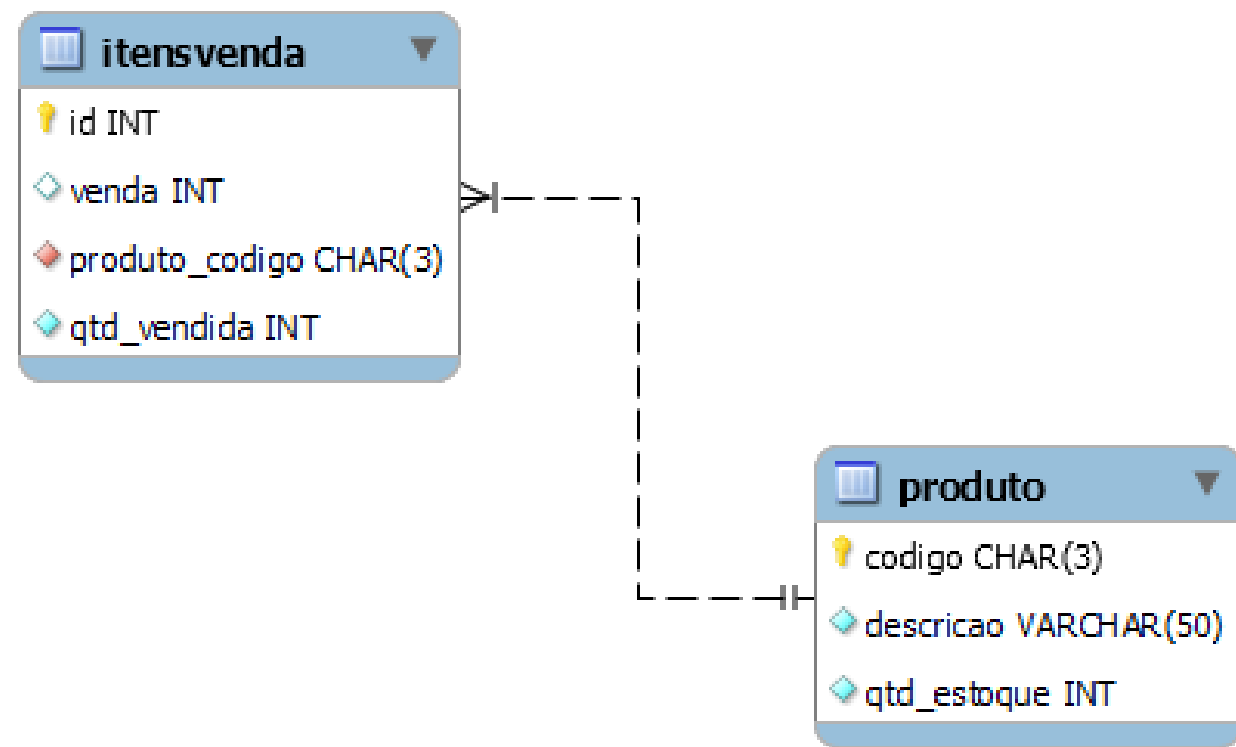 itensvenda
id INT
venda INT
produto_codigo CHAR(3)
qtd_vendida INT
produto
codigo CHAR(3)
descricao VARCHAR(50)
qtd_estoque INT